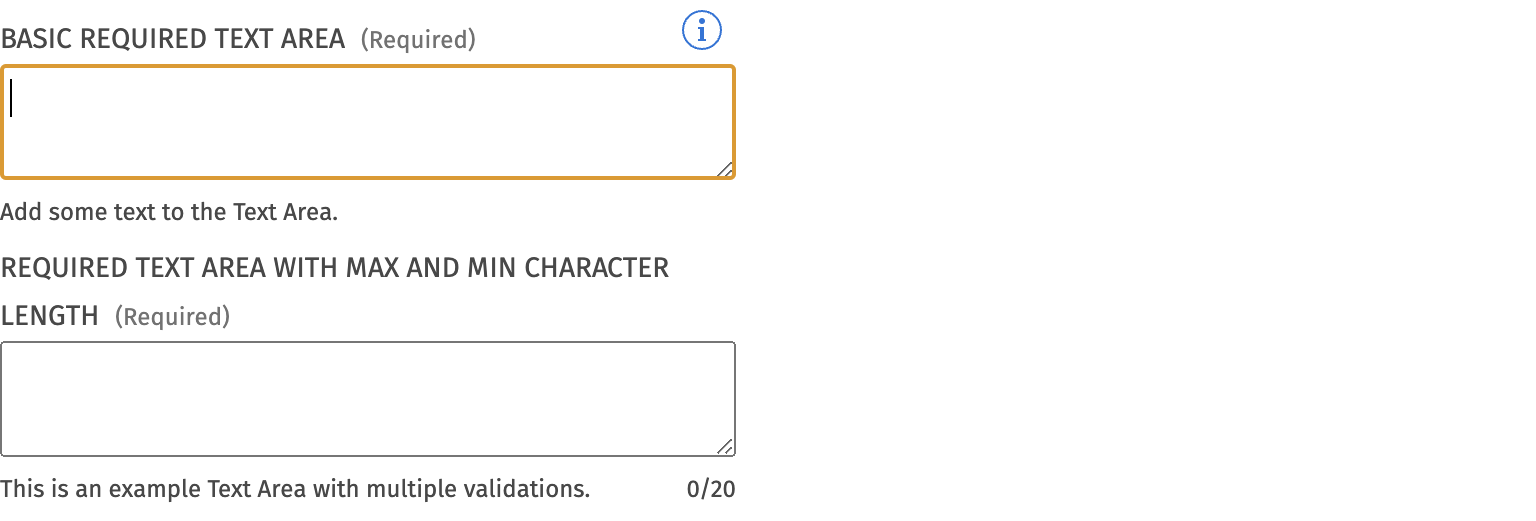 BASIC REQUIRED TEXT AREA (Required)
Add some text to the Text Area.
REQUIRED TEXT AREA WITH MAX AND MIN CHARACTER
LENGTH (Required)
This is an example Text Area with multiple validations. 0/20